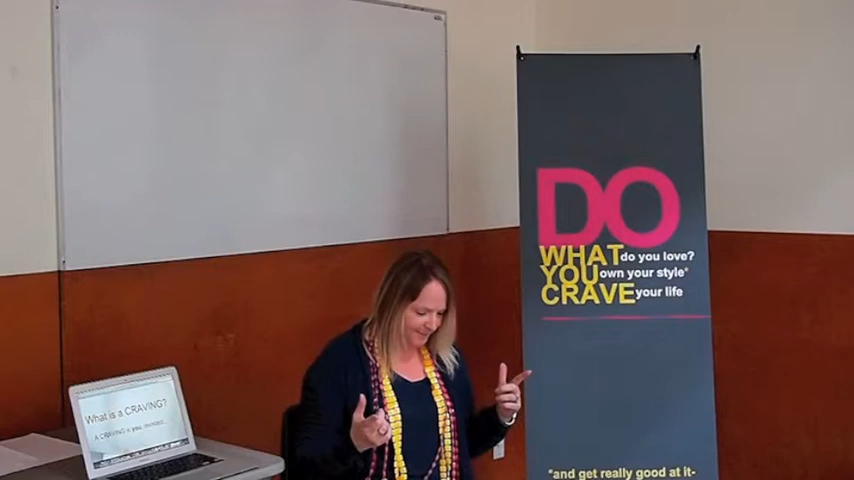 DO
WHAT do you love?
YOU own your style*
CRAVE your life
*and get really good at it-
What is a CRAVING?
A CRAVING is you,